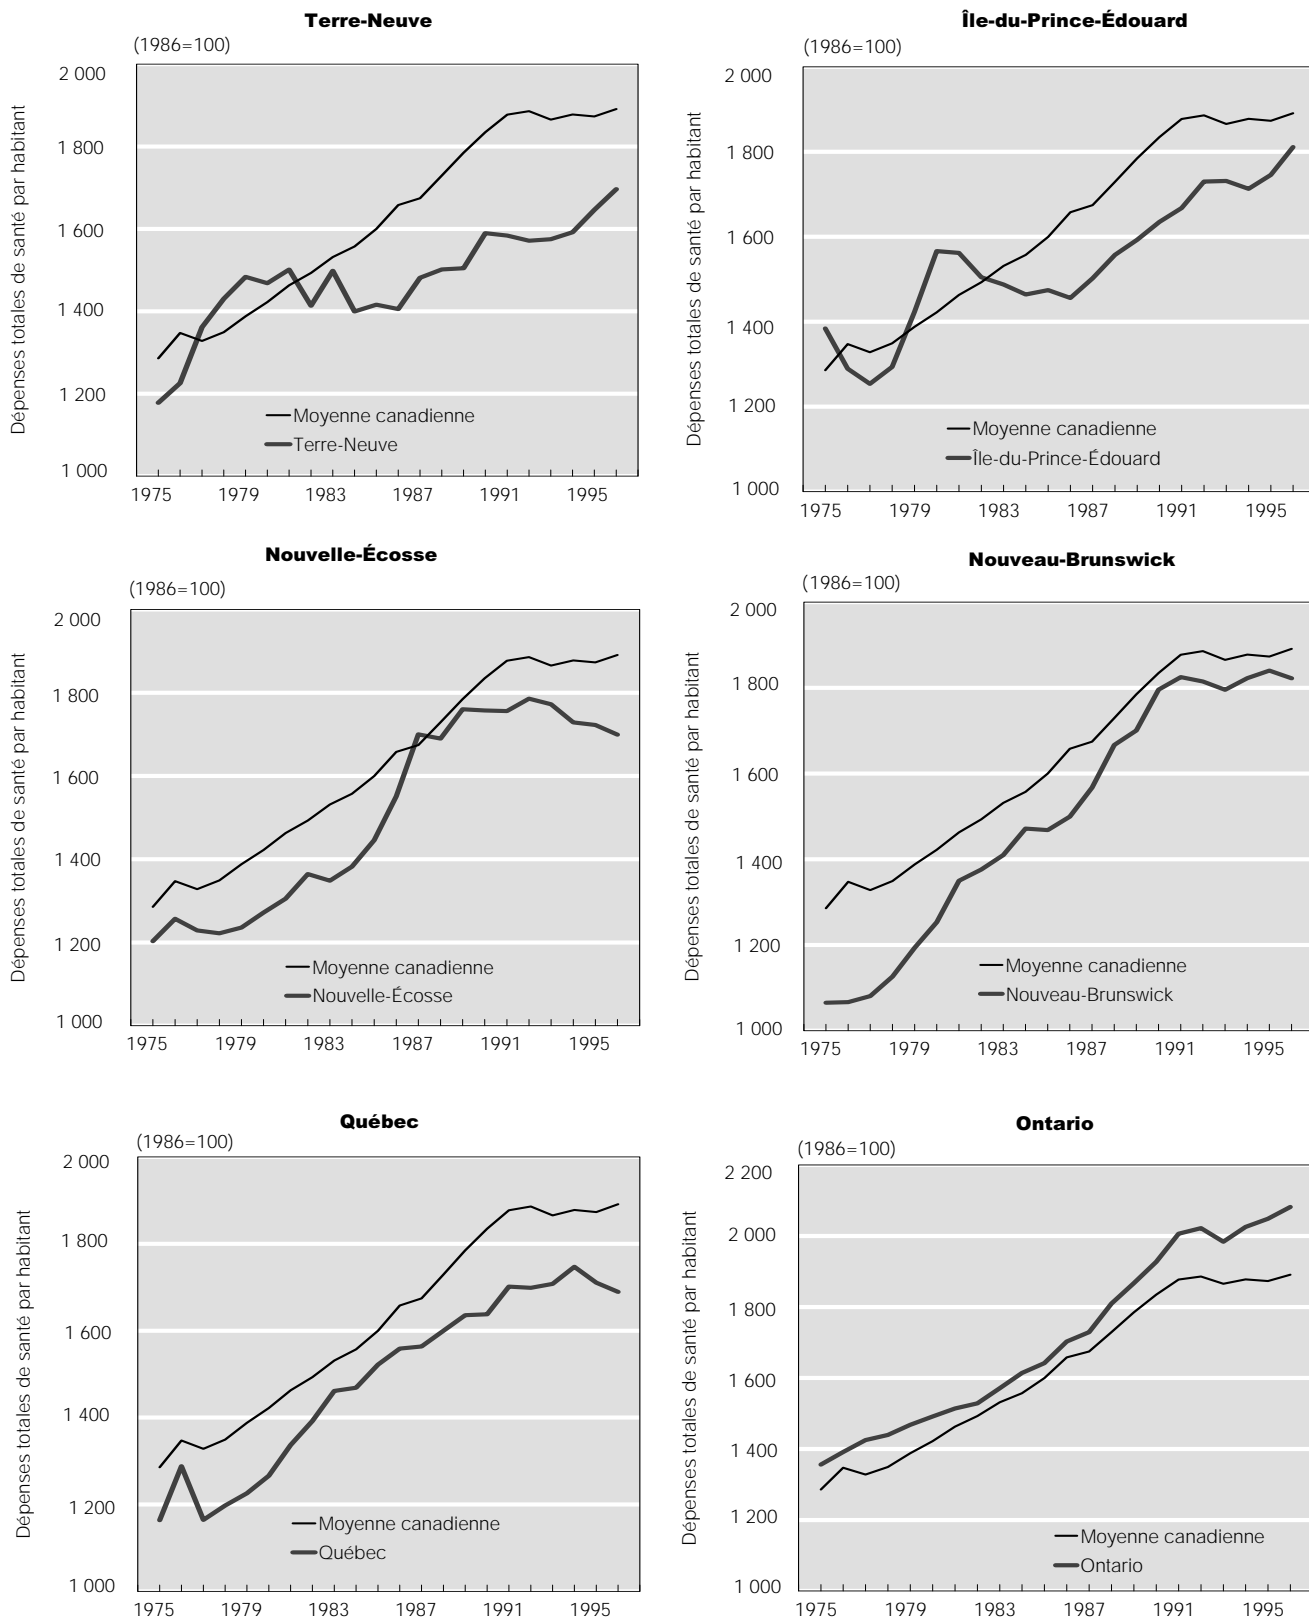 Terre-Neuve
(1986=100)
Dépenses totales de santé par habitant
2 000
1 800
1 600
1 400
1 200
1 000
Moyenne canadienne
Terre-Neuve
1975 1979 1983 1987 1991 1995
Île-du-Prince-Édouard
(1986=100)
Dépenses totales de santé par habitant
2 000
1 800
1 600
1 400
1 200
1 000
Moyenne canadienne
Île-du-Prince-Édouard
1975 1979 1983 1987 1991 1995
Nouvelle-Écosse
(1986=100)
Dépenses totales de santé par habitant
2 000
1 800
1 600
1 400
1 200
1 000
Moyenne canadienne
Nouvelle-Écosse
1975 1979 1983 1987 1991 1995
Nouveau-Brunswick
(1986=100)
Dépenses totales de santé par habitant
2 000
1 800
1 600
1 400
1 200
1 000
Moyenne canadienne
Nouveau-Brunswick
1975 1979 1983 1987 1991 1995
Québec
(1986=100)
Dépenses totales de santé par habitant
2 000
1 800
1 600
1 400
1 200
1 000
Moyenne canadienne
Québec
1975 1979 1983 1987 1991 1995
Ontario
(1986=100)
Dépenses totales de santé par habitant
2 200
2 000
1 800
1 600
1 400
1 200
1 000
Moyenne canadienne
Ontario
1975 1979 1983 1987 1991 1995